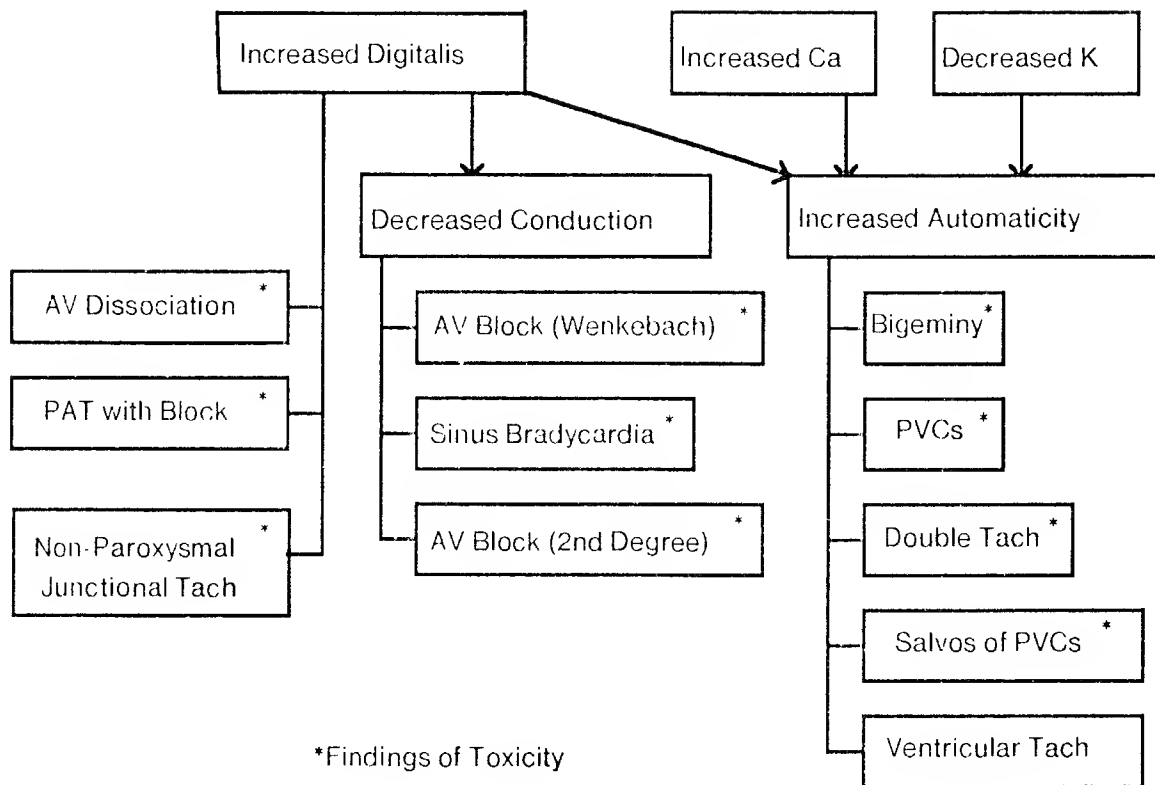 Increased Digitalis
Increased Ca
Decreased K
Decreased Conduction
Increased Automaticity
AV Dissociation *
PAT with Block *
Non-Paroxysmal *
Junctional Tach
AV Block (Wenkebach) *
Sinus Bradycardia *
AV Block (2nd Degree) *
Bigeminy *
PVCs *
Double Tach *
Salvos of PVCs *
Ventricular Tach
*Findings of Toxicity